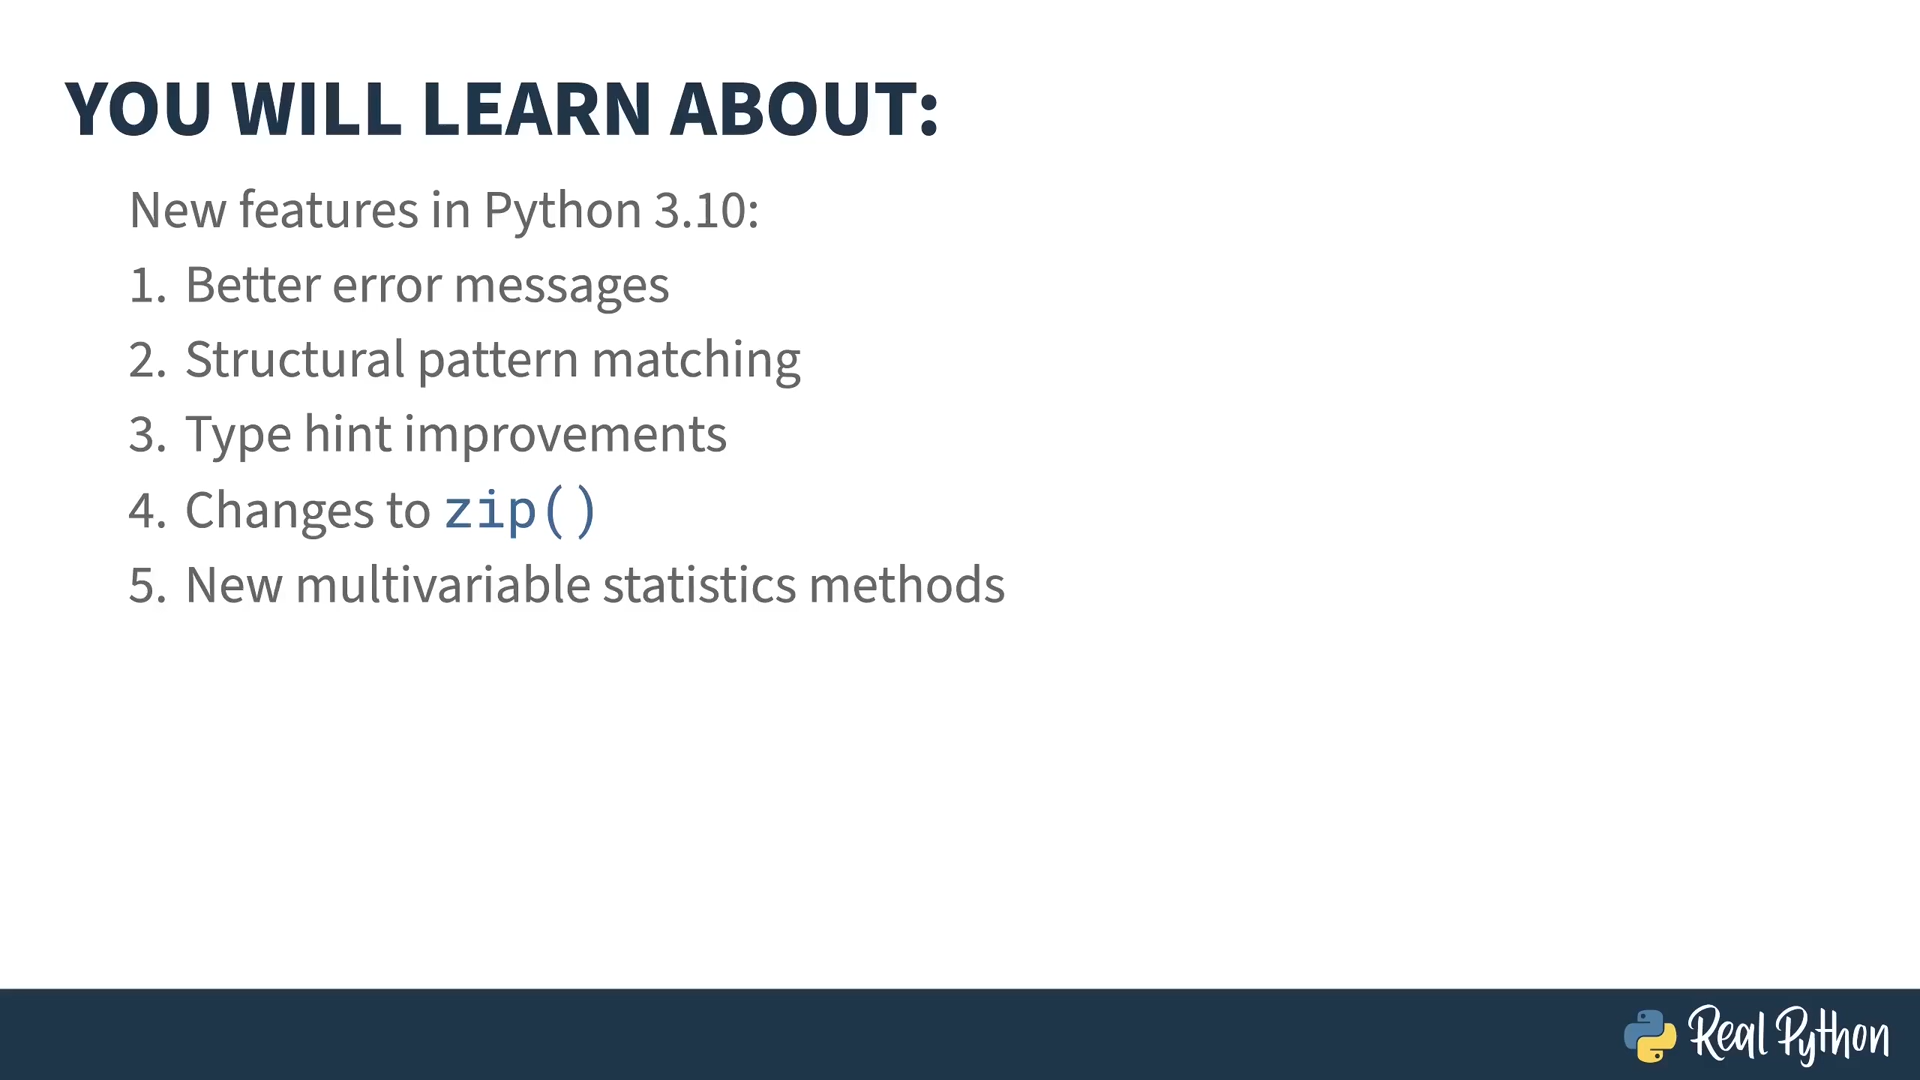 YOU WILL LEARN ABOUT:
New features in Python 3.10:
1. Better error messages
2. Structural pattern matching
3. Type hint improvements
4. Changes to zip()
5. New multivariable statistics methods
Real Python